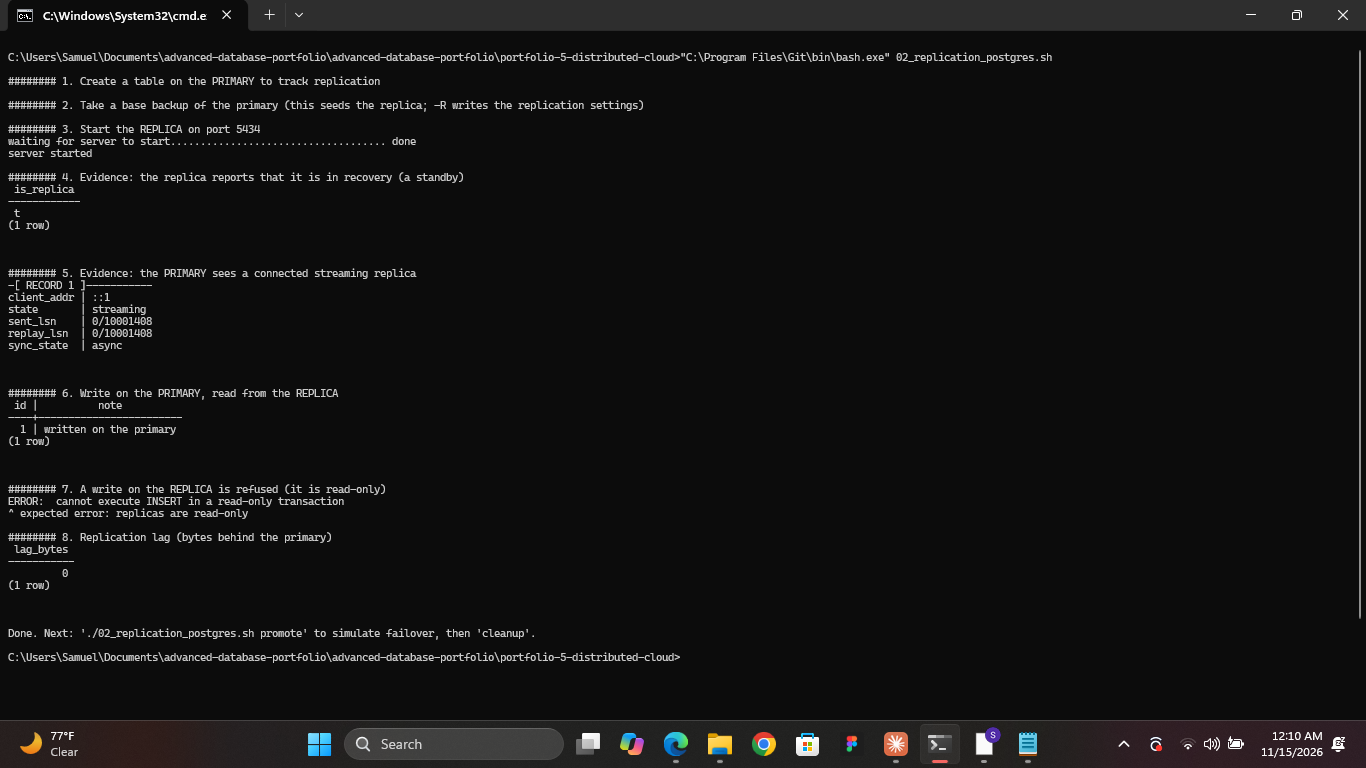 C:\Windows\System32\cmd.e
C:\Users\Samuel\Documents\advanced-database-portfolio\advanced-database-portfolio\portfolio-5-distributed-cloud>"C:\Program Files\Git\bin\bash.exe" 02_replication_postgres.sh
######## 1. Create a table on the PRIMARY to track replication
######## 2. Take a base backup of the primary (this seeds the replica; -R writes the replication settings)
######## 3. Start the REPLICA on port 5434
waiting for server to start.................................... done
server started
######## 4. Evidence: the replica reports that it is in recovery (a standby)
is_replica
------------
t
(1 row)
######## 5. Evidence: the PRIMARY sees a connected streaming replica
-[ RECORD 1 ]-----------
client_addr | ::1
state       | streaming
sent_lsn    | 0/10001408
replay_lsn  | 0/10001408
sync_state  | async
######## 6. Write on the PRIMARY, read from the REPLICA
id |          note
----+------------------------
1 | written on the primary
(1 row)
######## 7. A write on the REPLICA is refused (it is read-only)
ERROR:  cannot execute INSERT in a read-only transaction
^ expected error: replicas are read-only
######## 8. Replication lag (bytes behind the primary)
lag_bytes
-----------
0
(1 row)
Done. Next: './02_replication_postgres.sh promote' to simulate failover, then 'cleanup'.
C:\Users\Samuel\Documents\advanced-database-portfolio\advanced-database-portfolio\portfolio-5-distributed-cloud>
77°F
Clear
Search
S
12:10 AM
11/15/2026